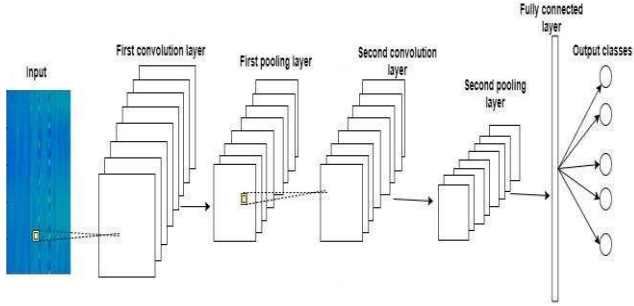 Input
First convolution layer
First pooling layer
Second convolution
layer
Second pooling
layer
Fully connected
layer
Output classes